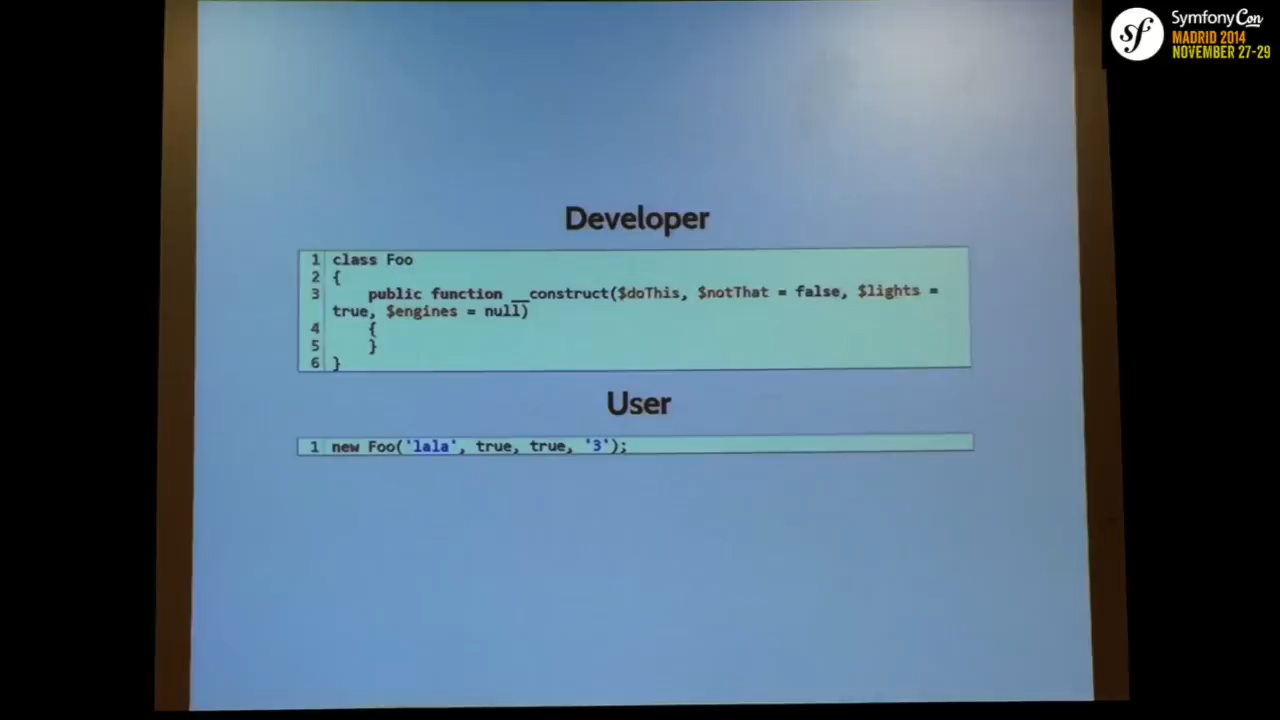 SymfonyCon
MADRID 2014
NOVEMBER 27-29
Developer
1 class Foo
2 {
3 public function __construct($doThis, $notThat = false, $lights =
true, $engines = null)
4 {
5 }
6 }
User
1 new Foo('lala', true, true, '3');